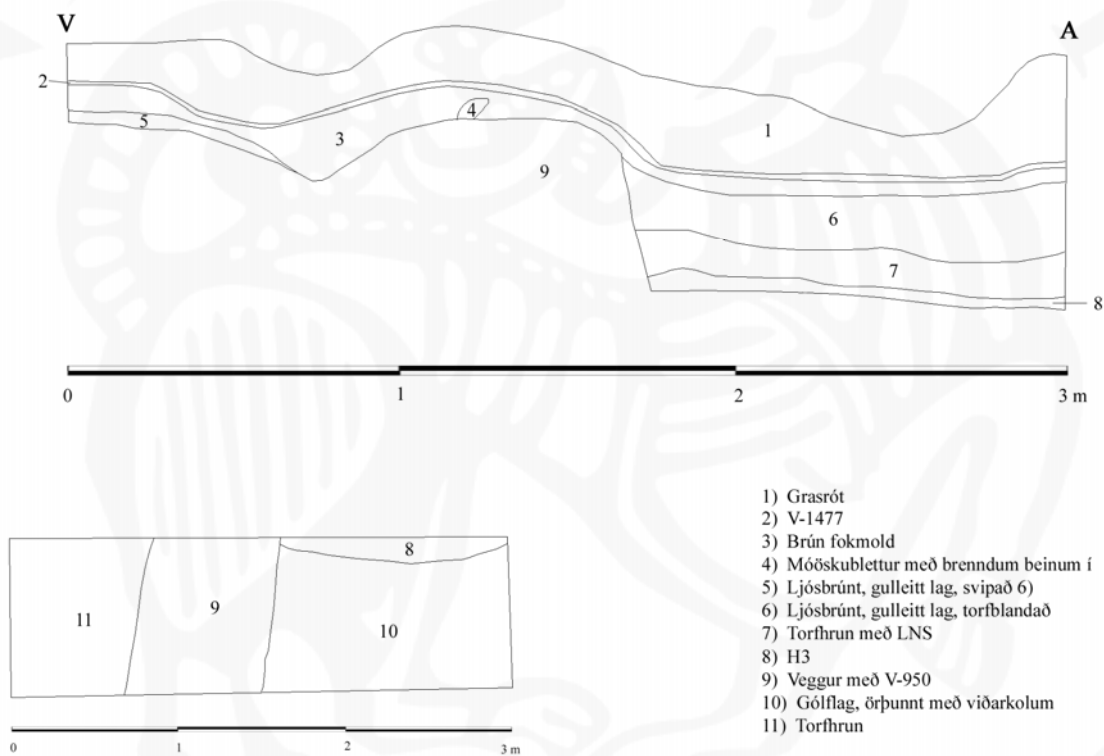 V
A
2
5
3
4
9
1
6
7
8
0
1
2
3 m
11
9
8
10
0
1
2
3 m
1) Grasrót
2) V-1477
3) Brún fokmold
4) Móöskublettur með brenndum beinum í
5) Ljósbrúnt, gulleitt lag, svipað 6)
6) Ljósbrúnt, gulleitt lag, torfblandað
7) Torfhrun með LNS
8) H3
9) Veggur með V-950
10) Gólflag, örþunnt með viðarkolum
11) Torfhrun